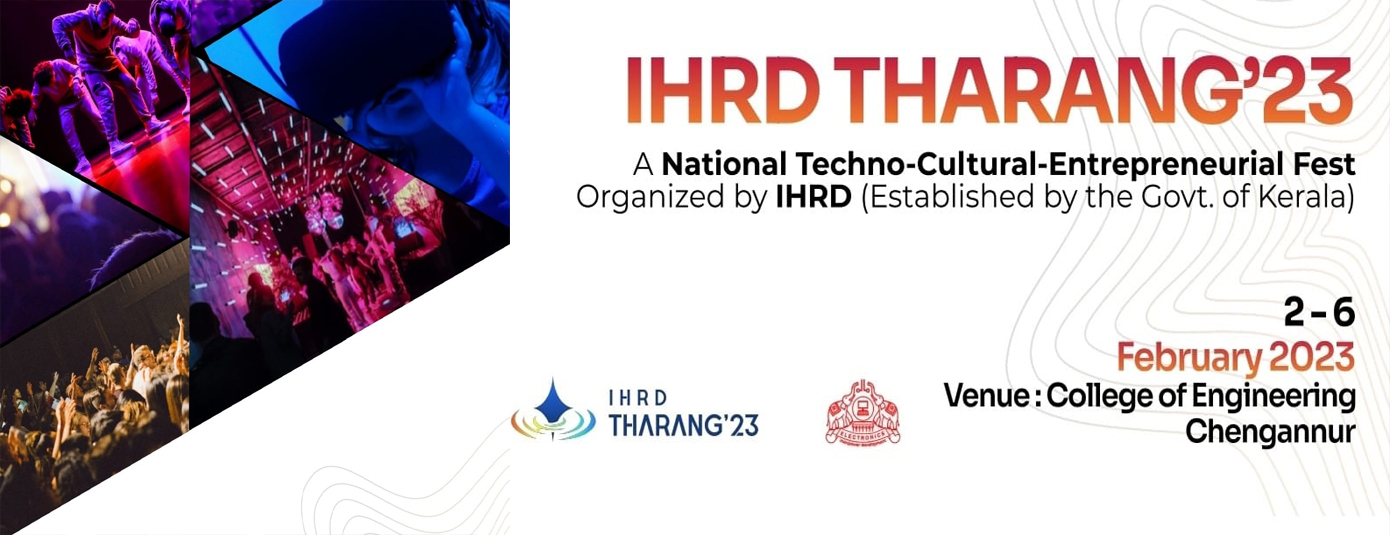 IHRD THARANG’23
A National Techno-Cultural-Entrepreneurial Fest
Organized by IHRD (Established by the Govt. of Kerala)
2 - 6
February 2023
Venue : College of Engineering
Chengannur
IHRD
THARANG’23
ELECTRONICS